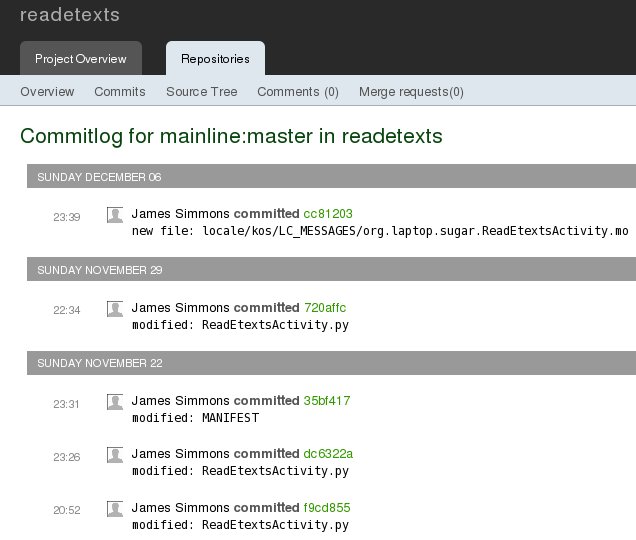 readetexts
Project Overview Repositories
Overview Commits Source Tree Comments (0) Merge requests(0)
Commitlog for mainline:master in readetexts
SUNDAY DECEMBER 06
23:39 James Simmons committed cc81203
new file: locale/kos/LC_MESSAGES/org.laptop.sugar.ReadEtextsActivity.mo
SUNDAY NOVEMBER 29
22:34 James Simmons committed 720affc
modified: ReadEtextsActivity.py
SUNDAY NOVEMBER 22
23:31 James Simmons committed 35bf417
modified: MANIFEST
23:26 James Simmons committed dc6322a
modified: ReadEtextsActivity.py
20:52 James Simmons committed f9cd855
modified: ReadEtextsActivity.py